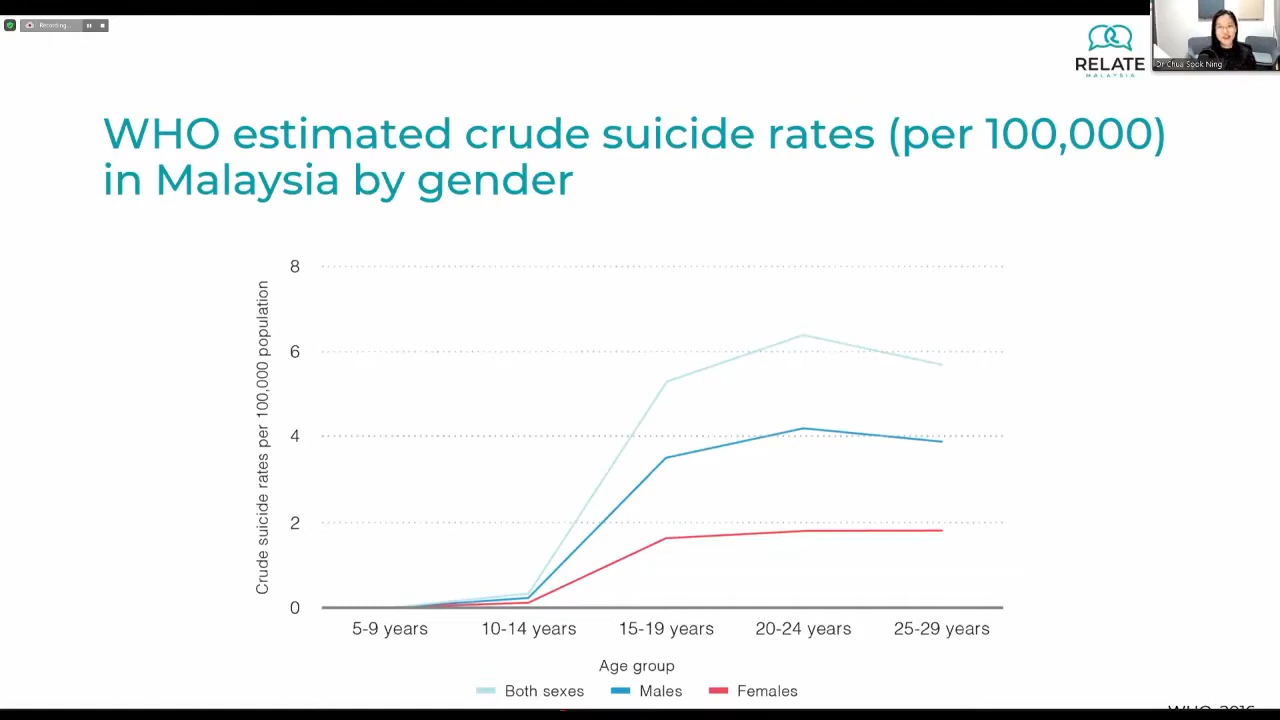 Recording...
RELATE
MALAYSIA
Dr Chua Sook Ning
WHO estimated crude suicide rates (per 100,000)
in Malaysia by gender
Crude suicide rates per 100,000 population
8
6
4
2
0
5-9 years 10-14 years 15-19 years 20-24 years 25-29 years
Age group
Both sexes Males Females
WHO, 2016